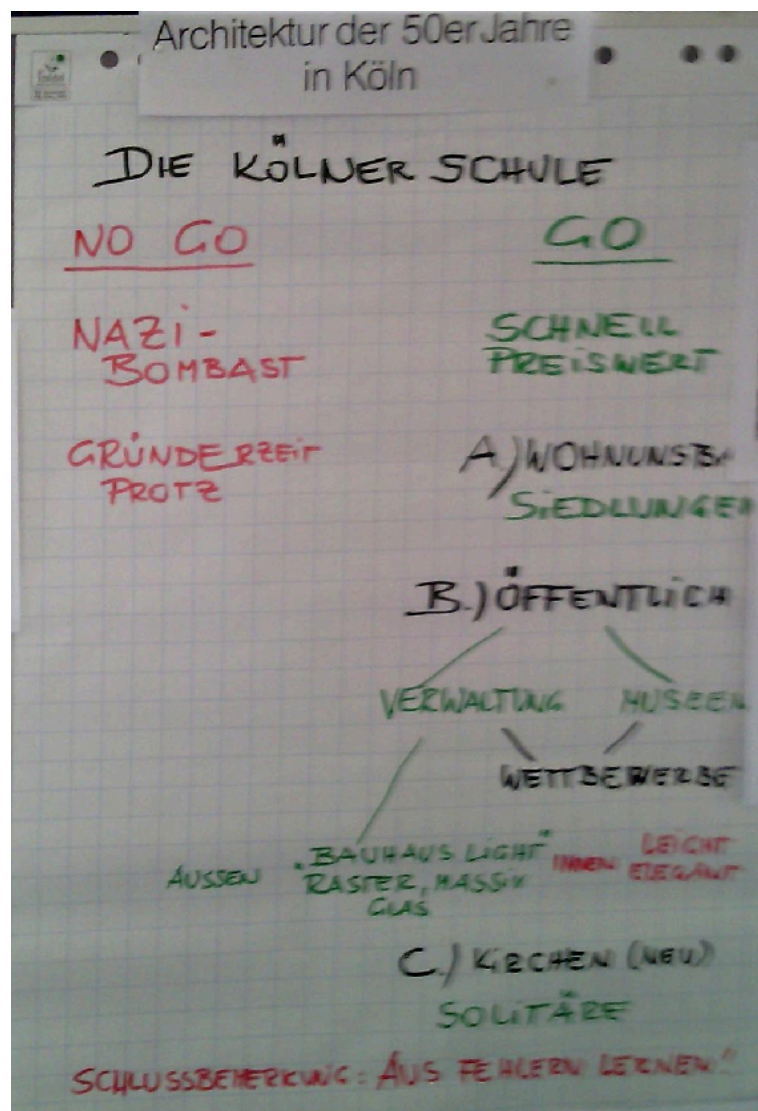 Architektur der 50er Jahre
in Köln
DIE KÖLNER SCHULE
NO GO
GO
NAZI-
BOMBAST
SCHNELL
PREISWERT
GRÜNDERZEIT
PROTZ
A.) WOHNUNSB
SIEDLUNGEN
B.) ÖFFENTLICH
VERWALTUNG MUSEEN
WETTBEWERBE
AUSSEN "BAUHAUS LIGHT" INNEN LEICHT
RASTER, MASSIV ELEGANT
GLAS
C.) KIRCHEN (NEU)
SOLITÄRE
SCHLUSSBEMERKUNG: AUS FEHLERN LERNEN!"